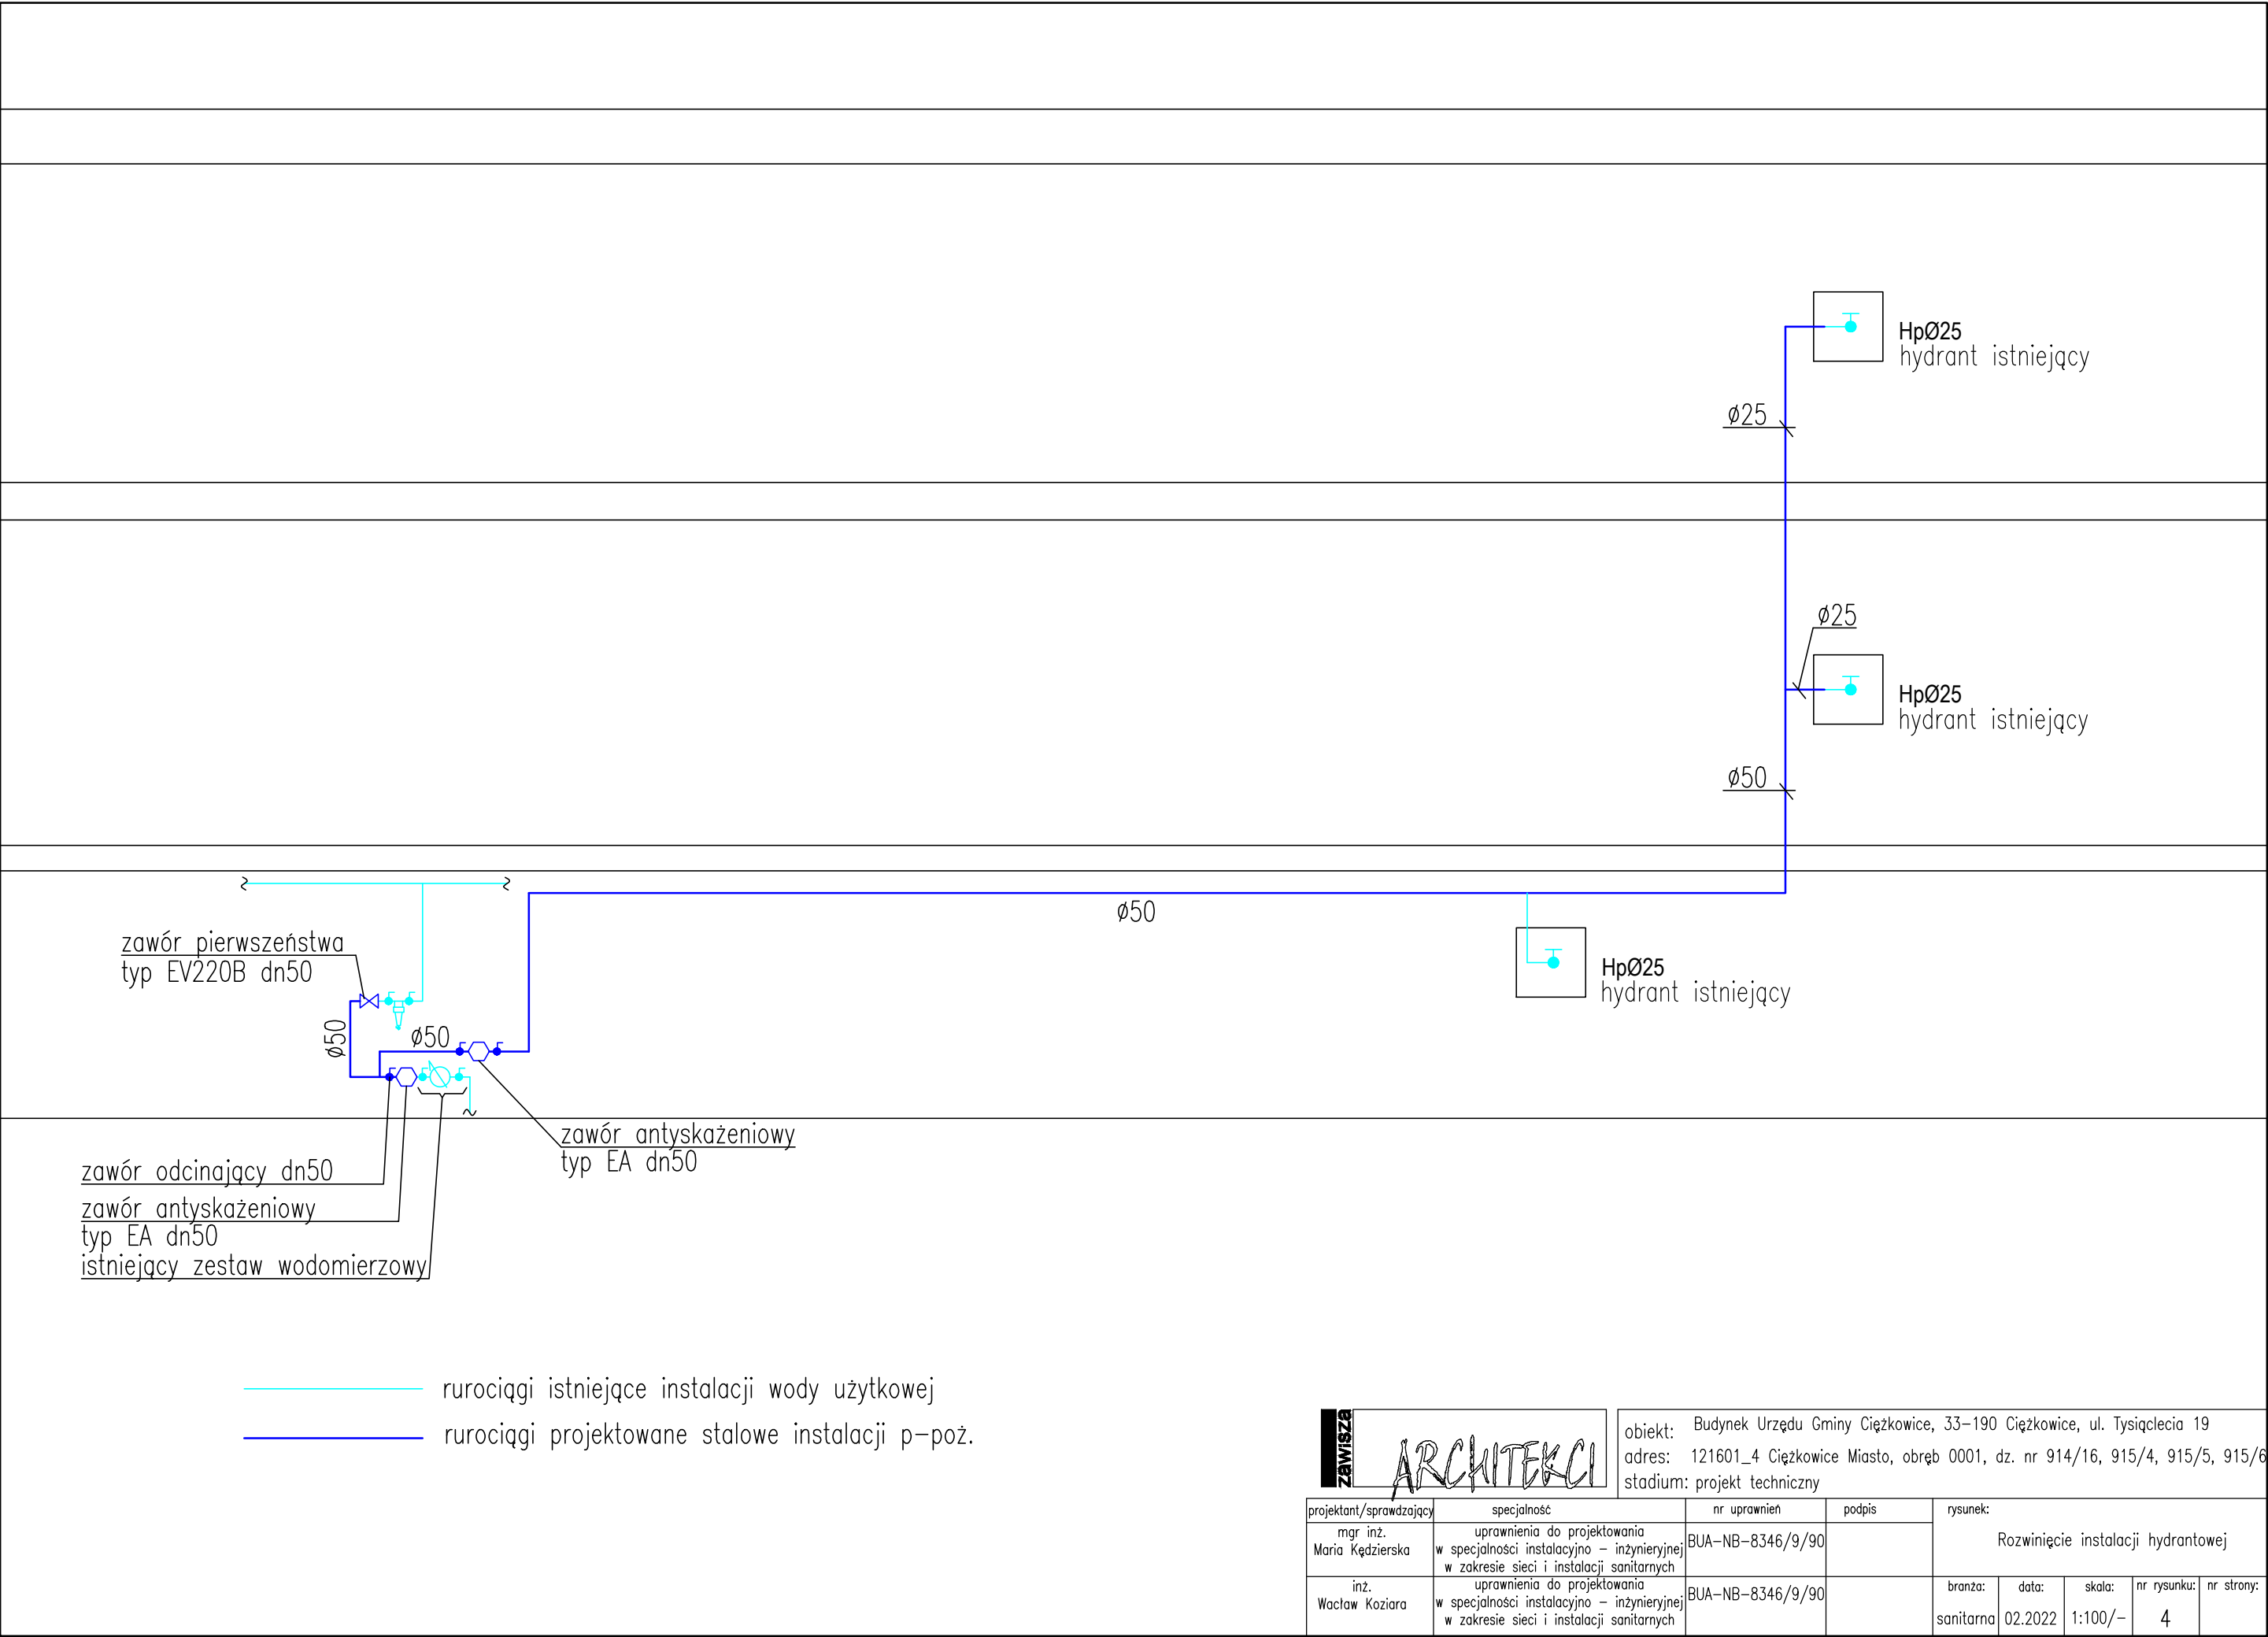 HpØ25
hydrant istniejący
ø25
ø25
HpØ25
hydrant istniejący
ø50
ø50
zawór pierwszeństwa
typ EV220B dn50
HpØ25
hydrant istniejący
ø50
ø50
zawór antyskażeniowy
typ EA dn50
zawór odcinający dn50
zawór antyskażeniowy
typ EA dn50
istniejący zestaw wodomierzowy
rurociągi istniejące instalacji wody użytkowej
rurociągi projektowane stalowe instalacji p-poż.
zawisza
ARCHITEKCI
obiekt: Budynek Urzędu Gminy Ciężkowice, 33-190 Ciężkowice, ul. Tysiąclecia 19
adres: 121601_4 Ciężkowice Miasto, obręb 0001, dz. nr 914/16, 915/4, 915/5, 915/6
stadium: projekt techniczny
projektant/sprawdzający specjalność nr uprawnień podpis rysunek:
mgr inż.
Maria Kędzierska
uprawnienia do projektowania
w specjalności instalacyjno - inżynieryjnej
w zakresie sieci i instalacji sanitarnych
BUA-NB-8346/9/90
Rozwinięcie instalacji hydrantowej
inż.
Wacław Koziara
uprawnienia do projektowania
w specjalności instalacyjno - inżynieryjnej
w zakresie sieci i instalacji sanitarnych
BUA-NB-8346/9/90
branża: data: skala: nr rysunku: nr strony:
sanitarna 02.2022 1:100/- 4